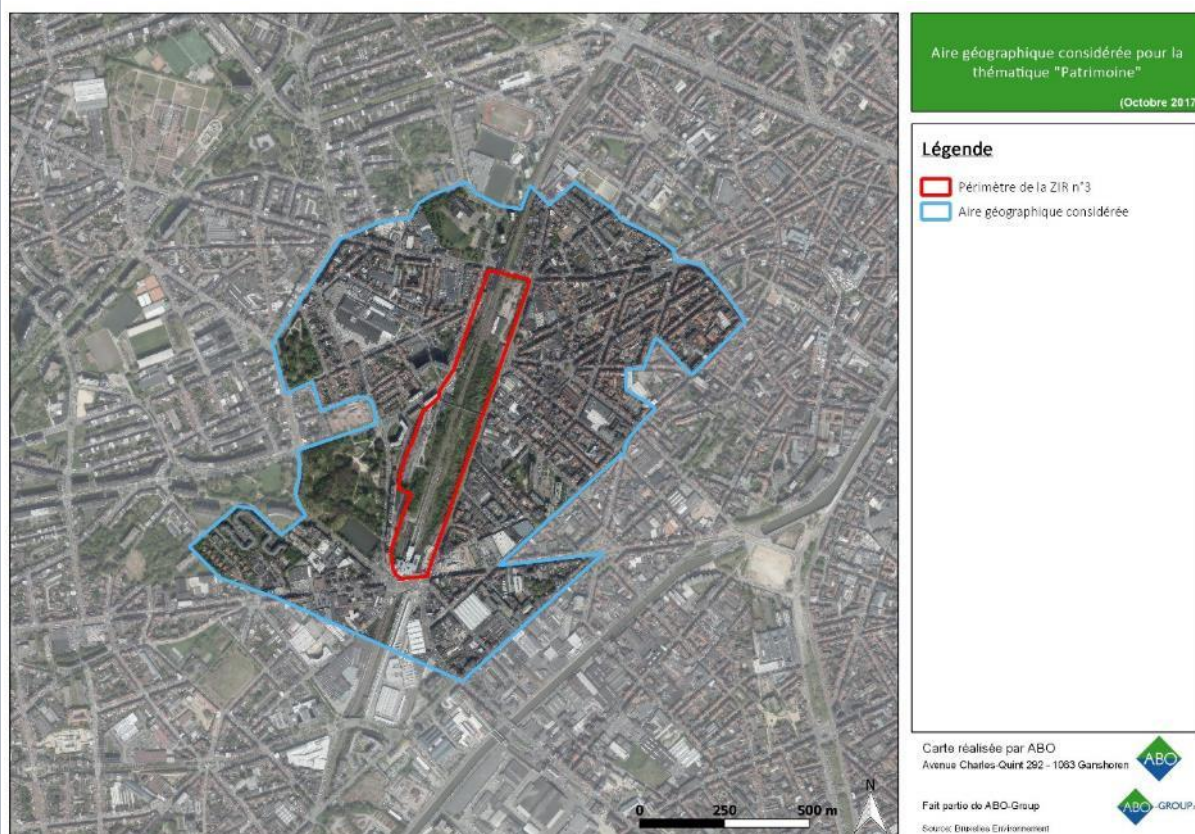 Aire géographique considérée pour la
thématique "Patrimoine"
(Octobre 2017
Légende
Périmètre de la ZIR n°3
Aire géographique considérée
N
0 250 500 m
Carte réalisée par ABO
Avenue Charles-Quint 292 - 1083 Ganshoren
ABO
Fait partie de ABO-Group
ABO-GROUP
Source: Bruxelles Environnement